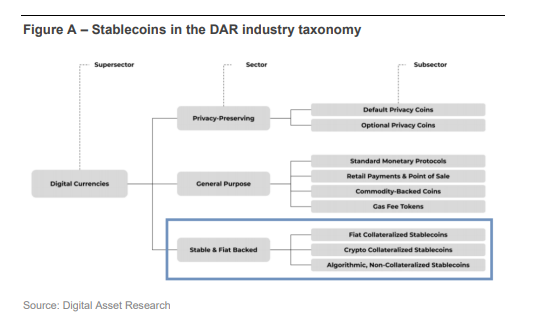 Figure A – Stablecoins in the DAR industry taxonomy
Supersector
Sector
Subsector
Digital Currencies
Privacy-Preserving
Default Privacy Coins
Optional Privacy Coins
General Purpose
Standard Monetary Protocols
Retail Payments & Point of Sale
Commodity-Backed Coins
Gas Fee Tokens
Stable & Fiat Backed
Fiat Collateralized Stablecoins
Crypto Collateralized Stablecoins
Algorithmic, Non-Collateralized Stablecoins
Source: Digital Asset Research